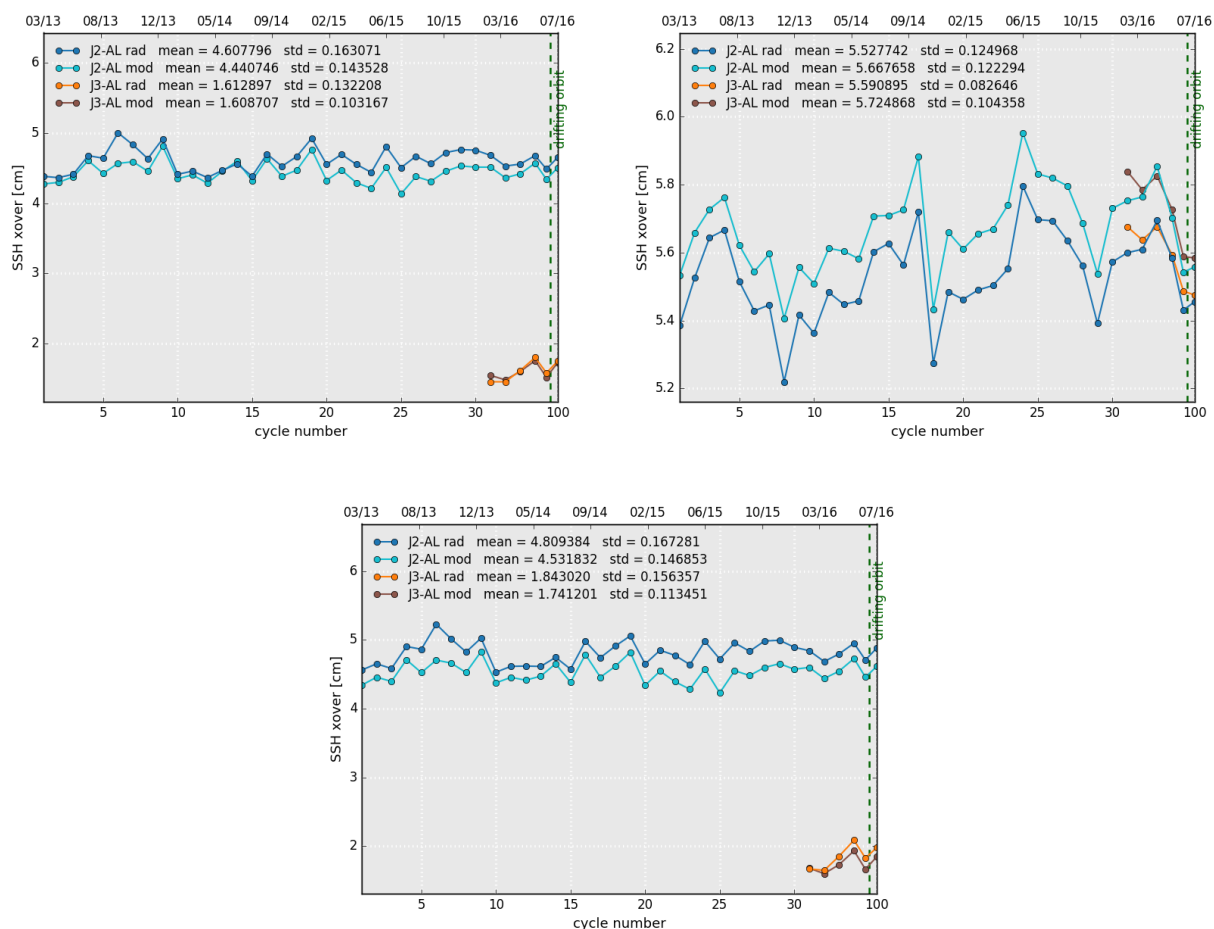 03/13 08/13 12/13 05/14 09/14 02/15 06/15 10/15 03/16 07/16
6
5
4
3
2
SSH xover [cm]
J2-AL rad mean = 4.607796 std = 0.163071
J2-AL mod mean = 4.440746 std = 0.143528
J3-AL rad mean = 1.612897 std = 0.132208
J3-AL mod mean = 1.608707 std = 0.103167
drifting orbit
5 10 15 20 25 30 100
cycle number
03/13 08/13 12/13 05/14 09/14 02/15 06/15 10/15 03/16 07/16
6.2
6.0
5.8
5.6
5.4
5.2
SSH xover [cm]
J2-AL rad mean = 5.527742 std = 0.124968
J2-AL mod mean = 5.667658 std = 0.122294
J3-AL rad mean = 5.590895 std = 0.082646
J3-AL mod mean = 5.724868 std = 0.104358
drifting orbit
5 10 15 20 25 30 100
cycle number
03/13 08/13 12/13 05/14 09/14 02/15 06/15 10/15 03/16 07/16
6
5
4
3
2
SSH xover [cm]
J2-AL rad mean = 4.809384 std = 0.167281
J2-AL mod mean = 4.531832 std = 0.146853
J3-AL rad mean = 1.843020 std = 0.156357
J3-AL mod mean = 1.741201 std = 0.113451
drifting orbit
5 10 15 20 25 30 100
cycle number